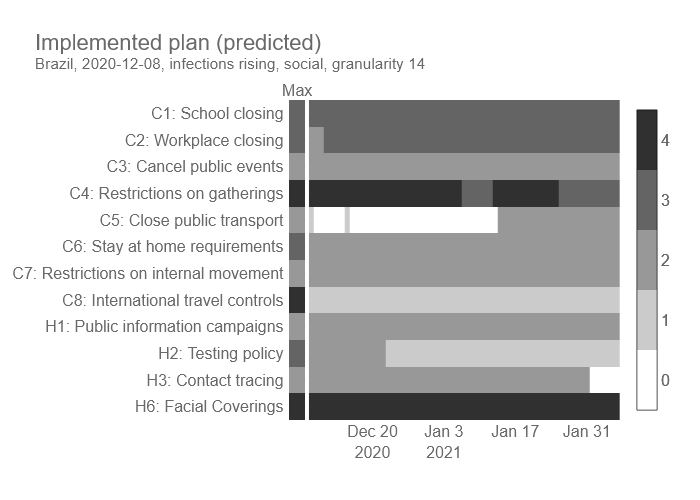 Implemented plan (predicted)
Brazil, 2020-12-08, infections rising, social, granularity 14
Max
C1: School closing
C2: Workplace closing
C3: Cancel public events
C4: Restrictions on gatherings
C5: Close public transport
C6: Stay at home requirements
C7: Restrictions on internal movement
C8: International travel controls
H1: Public information campaigns
H2: Testing policy
H3: Contact tracing
H6: Facial Coverings
Dec 20 Jan 3 Jan 17 Jan 31
2020 2021
4
3
2
1
0